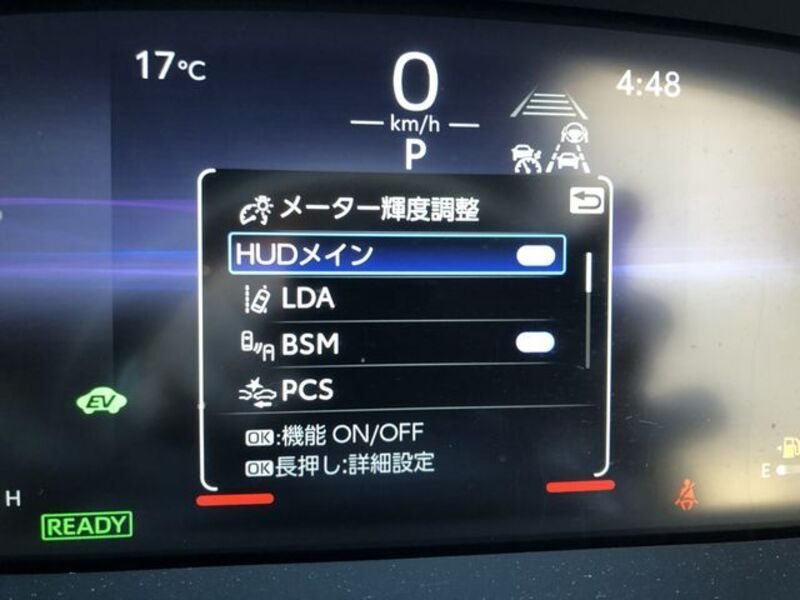 17°C
0
4:48
km/h
P
メーター輝度調整
HUDメイン
LDA
BSM
PCS
OK:機能 ON/OFF
OK長押し:詳細設定
EV
H
READY
E